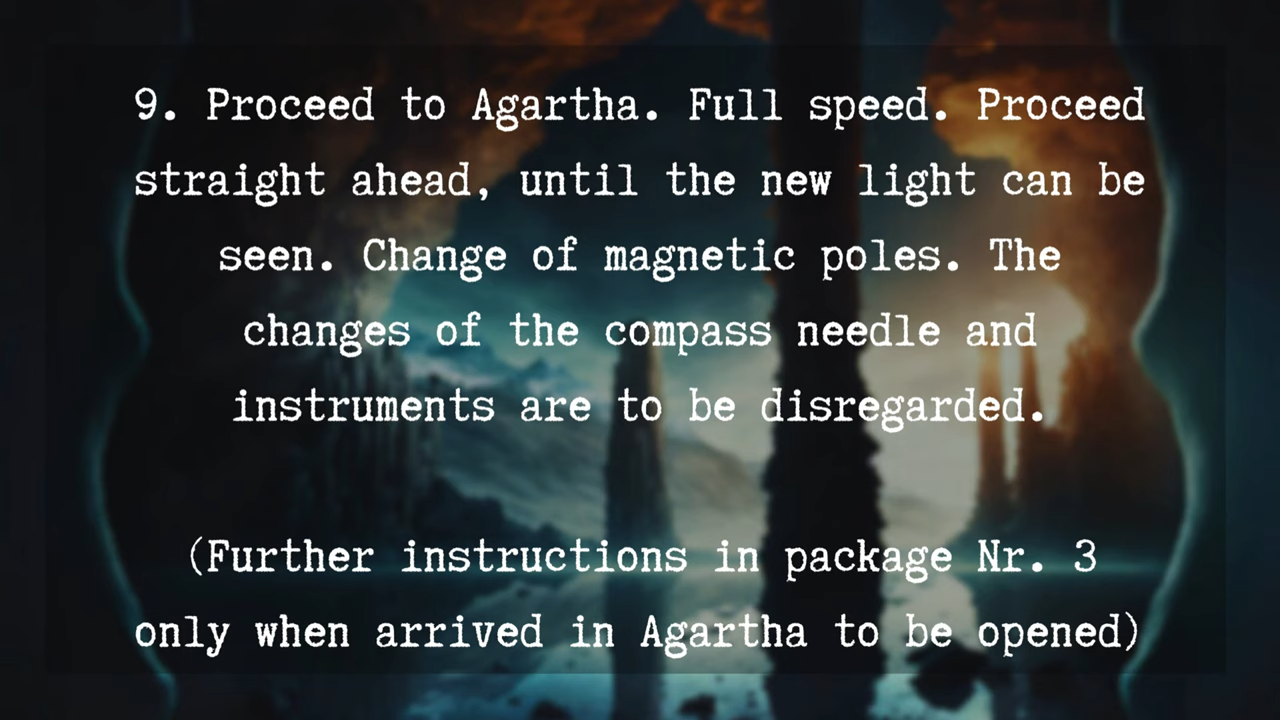 9. Proceed to Agartha. Full speed. Proceed
straight ahead, until the new light can be
seen. Change of magnetic poles. The
changes of the compass needle and
instruments are to be disregarded.
(Further instructions in package Nr. 3
only when arrived in Agartha to be opened)